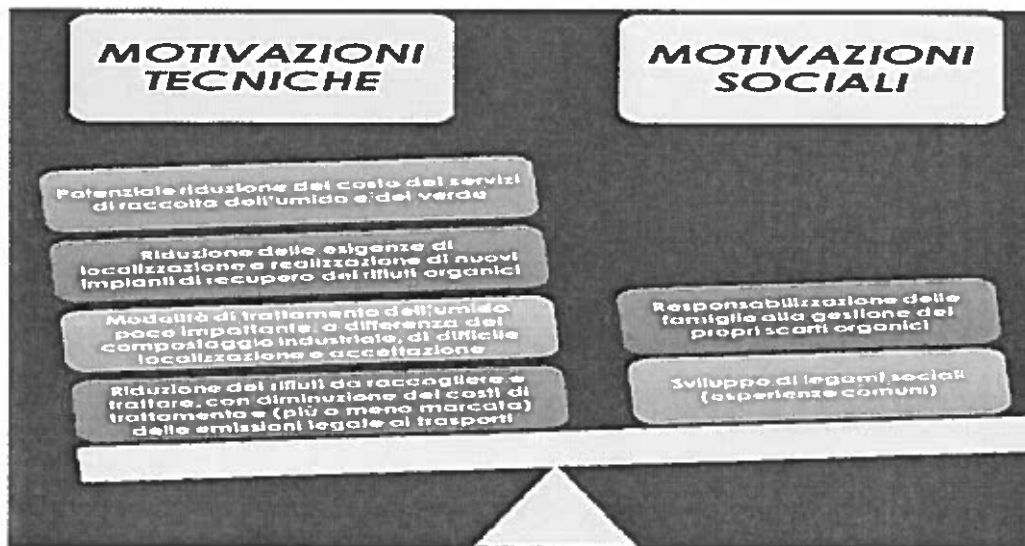 MOTIVAZIONI
TECNICHE
Potenziale riduzione del costo dei servizi
di raccolta dell'umido e del verde
Riduzione delle esigenze di
localizzazione e realizzazione di nuovi
impianti di recupero dei rifiuti organici
Modalità di trattamento dell'umido
poco impattante, a differenza del
compostaggio industriale, di difficile
localizzazione e accettazione
Riduzione dei rifiuti da raccogliere e
trattare, con diminuzione dei costi di
trattamento e (più o meno marcata)
delle emissioni legate ai trasporti
MOTIVAZIONI
SOCIALI
Responsabilizzazione delle
famiglie alla gestione dei
propri scarti organici
Sviluppo di legami sociali
(esperienze comuni)